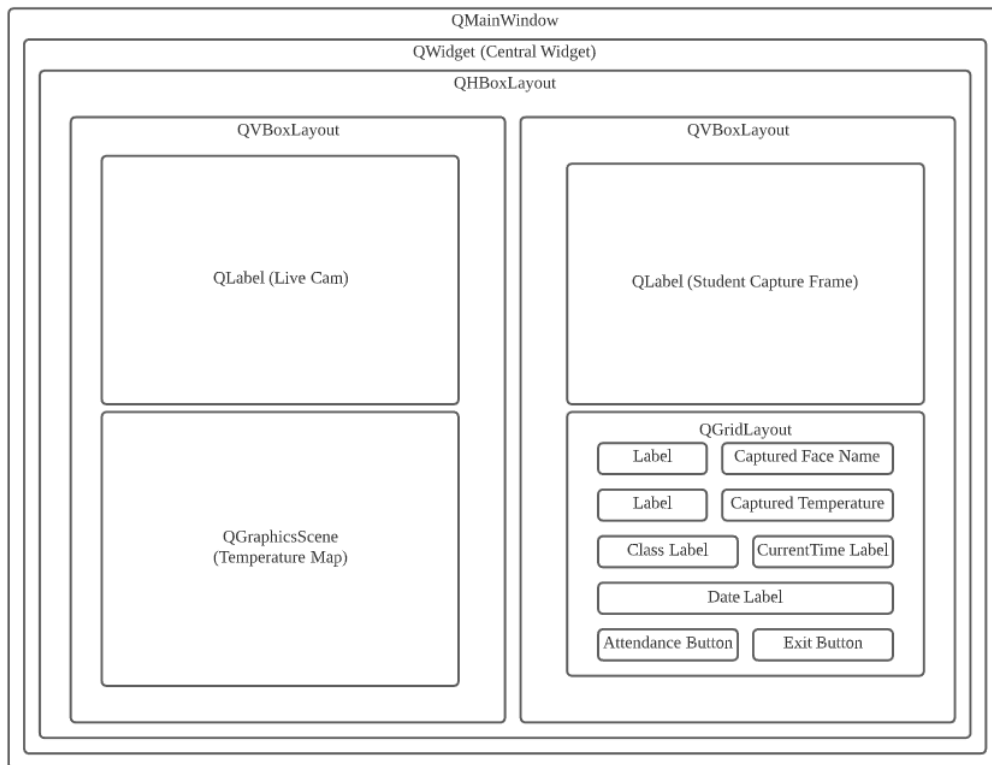 QMainWindow
QWidget (Central Widget)
QHBoxLayout
QVBoxLayout
QLabel (Live Cam)
QGraphicsScene
(Temperature Map)
QVBoxLayout
QLabel (Student Capture Frame)
QGridLayout
Label
Captured Face Name
Label
Captured Temperature
Class Label
CurrentTime Label
Date Label
Attendance Button
Exit Button